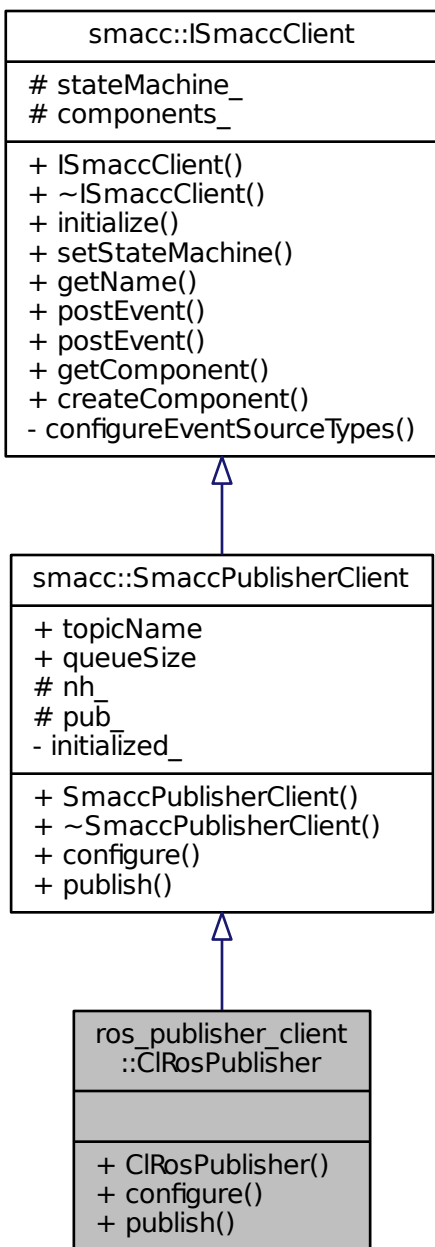 smacc::ISmaccClient
# stateMachine_
# components_
+ ISmaccClient()
+ ~ISmaccClient()
+ initialize()
+ setStateMachine()
+ getName()
+ postEvent()
+ postEvent()
+ getComponent()
+ createComponent()
- configureEventSourceTypes()
smacc::SmaccPublisherClient
+ topicName
+ queueSize
# nh_
# pub_
- initialized_
+ SmaccPublisherClient()
+ ~SmaccPublisherClient()
+ configure()
+ publish()
ros_publisher_client
::ClRosPublisher
+ ClRosPublisher()
+ configure()
+ publish()